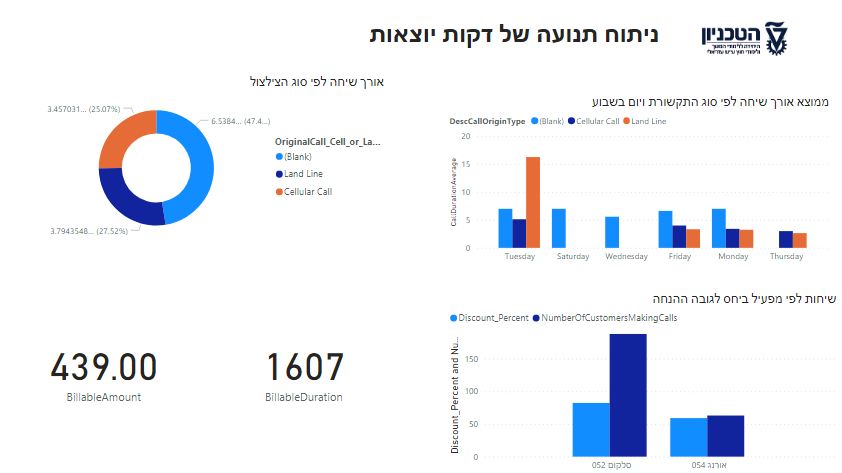 ניתוח תנועה של דקות יוצאות
הטכניון
אורך שיחה לפי סוג הצילצול
3.457031... (25.07%)
6.5384... (47.4...)
3.7943548... (27.52%)
OriginalCall_Cell_or_La...
(Blank)
Land Line
Cellular Call
ממוצא אורך שיחה לפי סוג התקשורת ויום בשבוע
DescCallOriginType (Blank) Cellular Call Land Line
CallDurationAverage
20
15
10
5
0
Tuesday Saturday Wednesday Friday Monday Thursday
439.00
BillableAmount
1607
BillableDuration
שיחות לפי מפעיל ביחס לגובה ההנחה
Discount_Percent NumberOfCustomersMakingCalls
Discount_Percent and Nu...
150
100
50
0
סלקום 052
אורנג 054